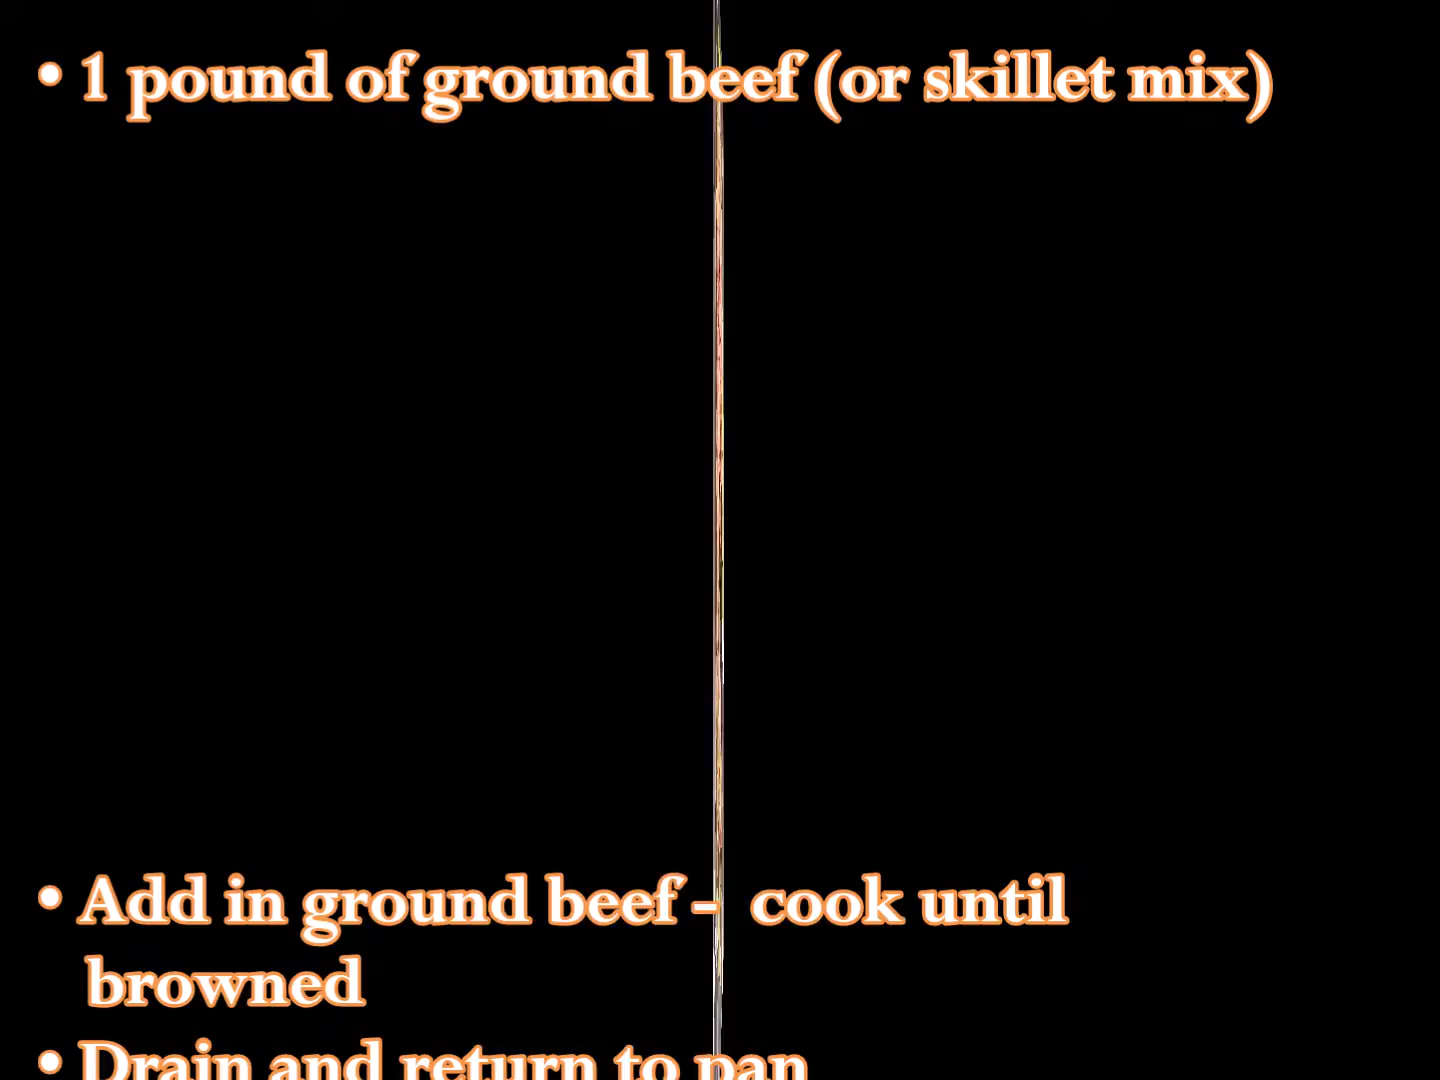 • 1 pound of ground beef (or skillet mix)
• Add in ground beef - cook until
browned
• Drain and return to pan